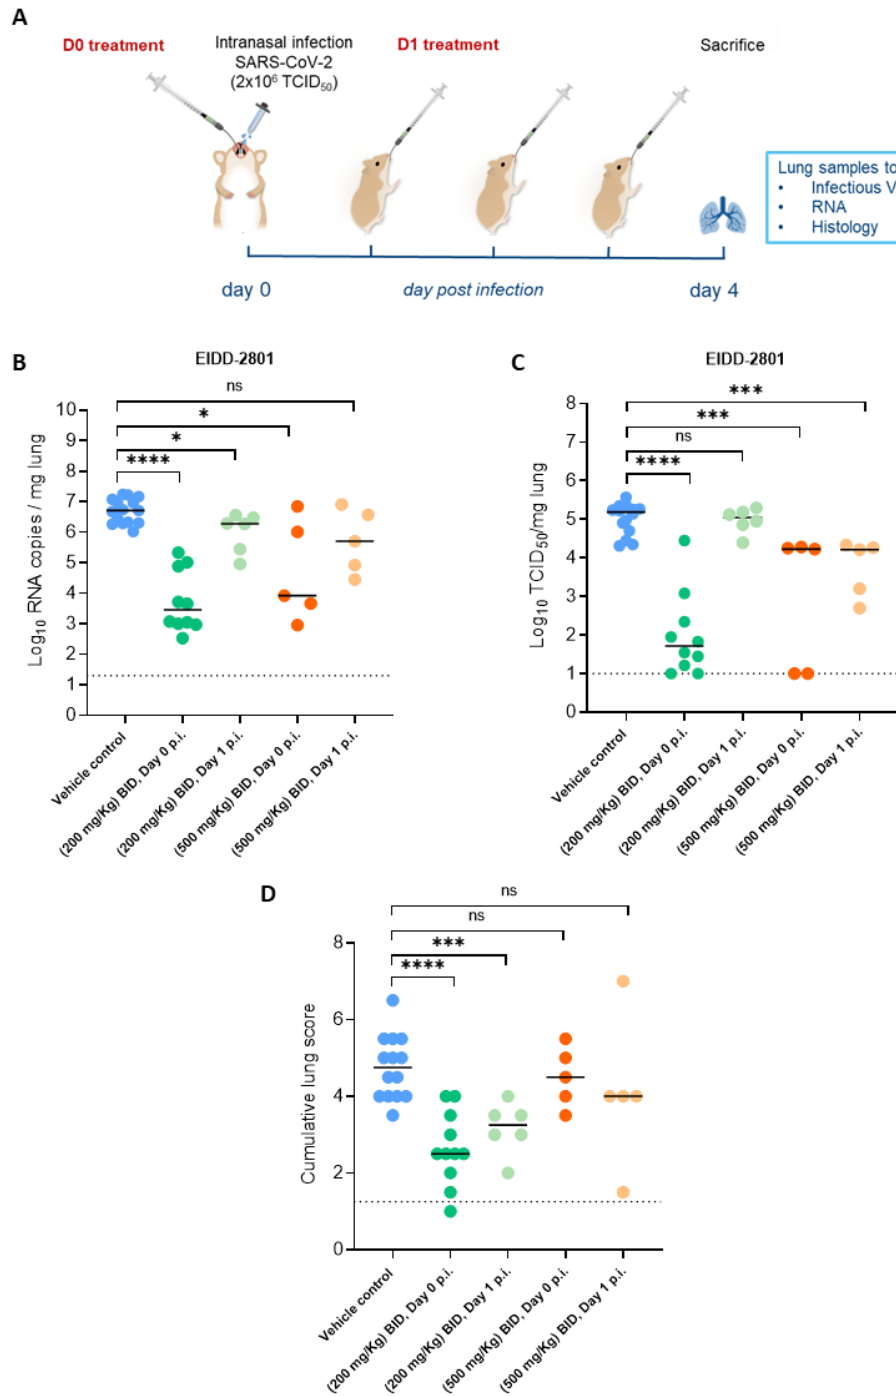 A
D0 treatment
Intranasal infection
SARS-CoV-2
(2x10⁶ TCID₅₀)
D1 treatment
Sacrifice
Lung samples to
• Infectious V
• RNA
• Histology
day 0
day post infection
day 4
B
EIDD-2801
ns
*
*
****
Log₁₀ RNA copies / mg lung
10
9
8
7
6
5
4
3
2
1
0
Vehicle control
(200 mg/Kg) BID, Day 0 p.i.
(200 mg/Kg) BID, Day 1 p.i.
(500 mg/Kg) BID, Day 0 p.i.
(500 mg/Kg) BID, Day 1 p.i.
C
EIDD-2801
***
***
ns
****
Log₁₀ TCID₅₀/mg lung
8
7
6
5
4
3
2
1
0
Vehicle control
(200 mg/Kg) BID, Day 0 p.i.
(200 mg/Kg) BID, Day 1 p.i.
(500 mg/Kg) BID, Day 0 p.i.
(500 mg/Kg) BID, Day 1 p.i.
D
ns
ns
***
****
Cumulative lung score
8
6
4
2
0
Vehicle control
(200 mg/Kg) BID, Day 0 p.i.
(200 mg/Kg) BID, Day 1 p.i.
(500 mg/Kg) BID, Day 0 p.i.
(500 mg/Kg) BID, Day 1 p.i.